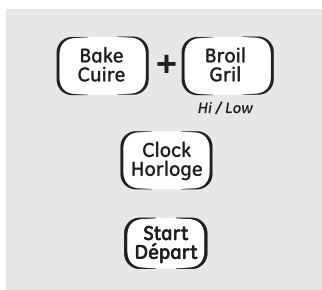 Bake
Cuire
+
Broil
Gril
Hi / Low
Clock
Horloge
Start
Départ